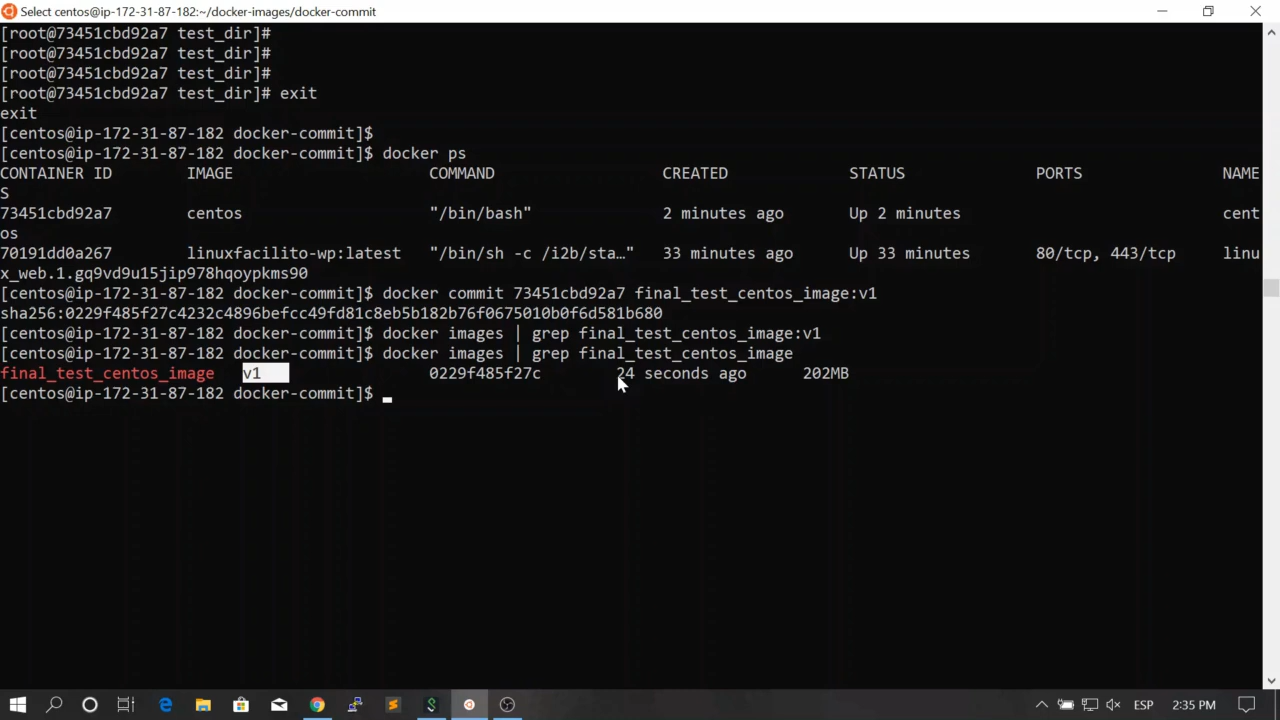 Select centos@ip-172-31-87-182:~/docker-images/docker-commit
[root@73451cbd92a7 test_dir]#
[root@73451cbd92a7 test_dir]#
[root@73451cbd92a7 test_dir]#
[root@73451cbd92a7 test_dir]# exit
exit
[centos@ip-172-31-87-182 docker-commit]$
[centos@ip-172-31-87-182 docker-commit]$ docker ps
CONTAINER ID IMAGE COMMAND CREATED STATUS PORTS NAME
S
73451cbd92a7 centos "/bin/bash" 2 minutes ago Up 2 minutes cent
os
70191dd0a267 linuxfacilito-wp:latest "/bin/sh -c /i2b/sta…" 33 minutes ago Up 33 minutes 80/tcp, 443/tcp linu
x_web.1.gq9vd9u15jip978hqoypkms90
[centos@ip-172-31-87-182 docker-commit]$ docker commit 73451cbd92a7 final_test_centos_image:v1
sha256:0229f485f27c4232c4896befcc49fd81c8eb5b182b76f0675010b0f6d581b680
[centos@ip-172-31-87-182 docker-commit]$ docker images | grep final_test_centos_image:v1
[centos@ip-172-31-87-182 docker-commit]$ docker images | grep final_test_centos_image
final_test_centos_image v1 0229f485f27c 24 seconds ago 202MB
[centos@ip-172-31-87-182 docker-commit]$
ESP 2:35 PM